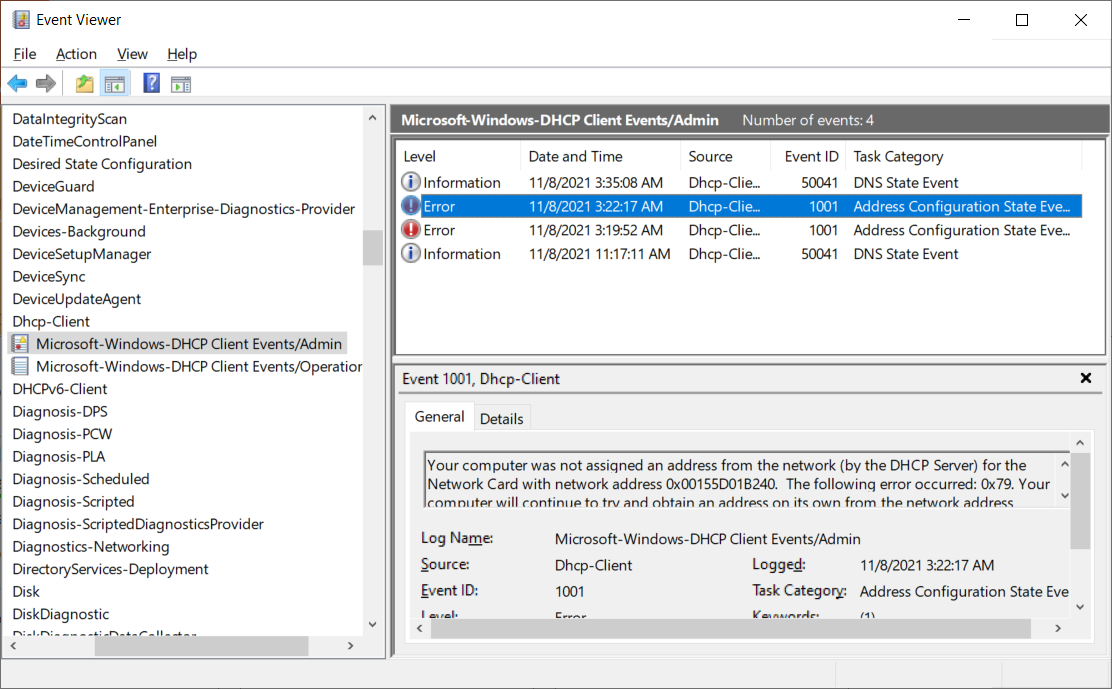 Event Viewer
File Action View Help
DataIntegrityScan
DateTimeControlPanel
Desired State Configuration
DeviceGuard
DeviceManagement-Enterprise-Diagnostics-Provider
Devices-Background
DeviceSetupManager
DeviceSync
DeviceUpdateAgent
Dhcp-Client
Microsoft-Windows-DHCP Client Events/Admin
Microsoft-Windows-DHCP Client Events/Operation
DHCPv6-Client
Diagnosis-DPS
Diagnosis-PCW
Diagnosis-PLA
Diagnosis-Scheduled
Diagnosis-Scripted
Diagnosis-ScriptedDiagnosticsProvider
Diagnostics-Networking
DirectoryServices-Deployment
Disk
DiskDiagnostic
DiskDiagnosticDataCollector
Microsoft-Windows-DHCP Client Events/Admin Number of events: 4
Level Date and Time Source Event ID Task Category
Information 11/8/2021 3:35:08 AM Dhcp-Clie... 50041 DNS State Event
Error 11/8/2021 3:22:17 AM Dhcp-Clie... 1001 Address Configuration State Eve...
Error 11/8/2021 3:19:52 AM Dhcp-Clie... 1001 Address Configuration State Eve...
Information 11/8/2021 11:17:11 AM Dhcp-Clie... 50041 DNS State Event
Event 1001, Dhcp-Client
General Details
Your computer was not assigned an address from the network (by the DHCP Server) for the
Network Card with network address 0x00155D01B240.  The following error occurred: 0x79. Your
computer will continue to try and obtain an address on its own from the network address
Log Name: Microsoft-Windows-DHCP Client Events/Admin
Source: Dhcp-Client Logged: 11/8/2021 3:22:17 AM
Event ID: 1001 Task Category: Address Configuration State Eve
Level: Error Keywords: (1)